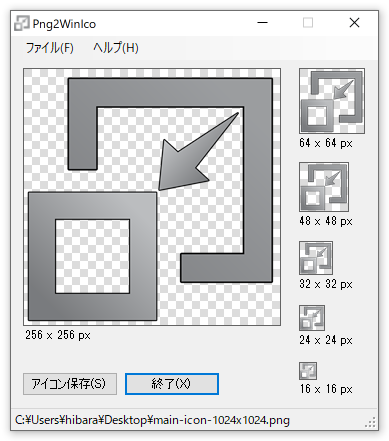 Png2WinIco
ファイル(F) ヘルプ(H)
64 x 64 px
48 x 48 px
32 x 32 px
24 x 24 px
16 x 16 px
256 x 256 px
アイコン保存(S) 終了(X)
C:¥Users¥hibara¥Desktop¥main-icon-1024x1024.png